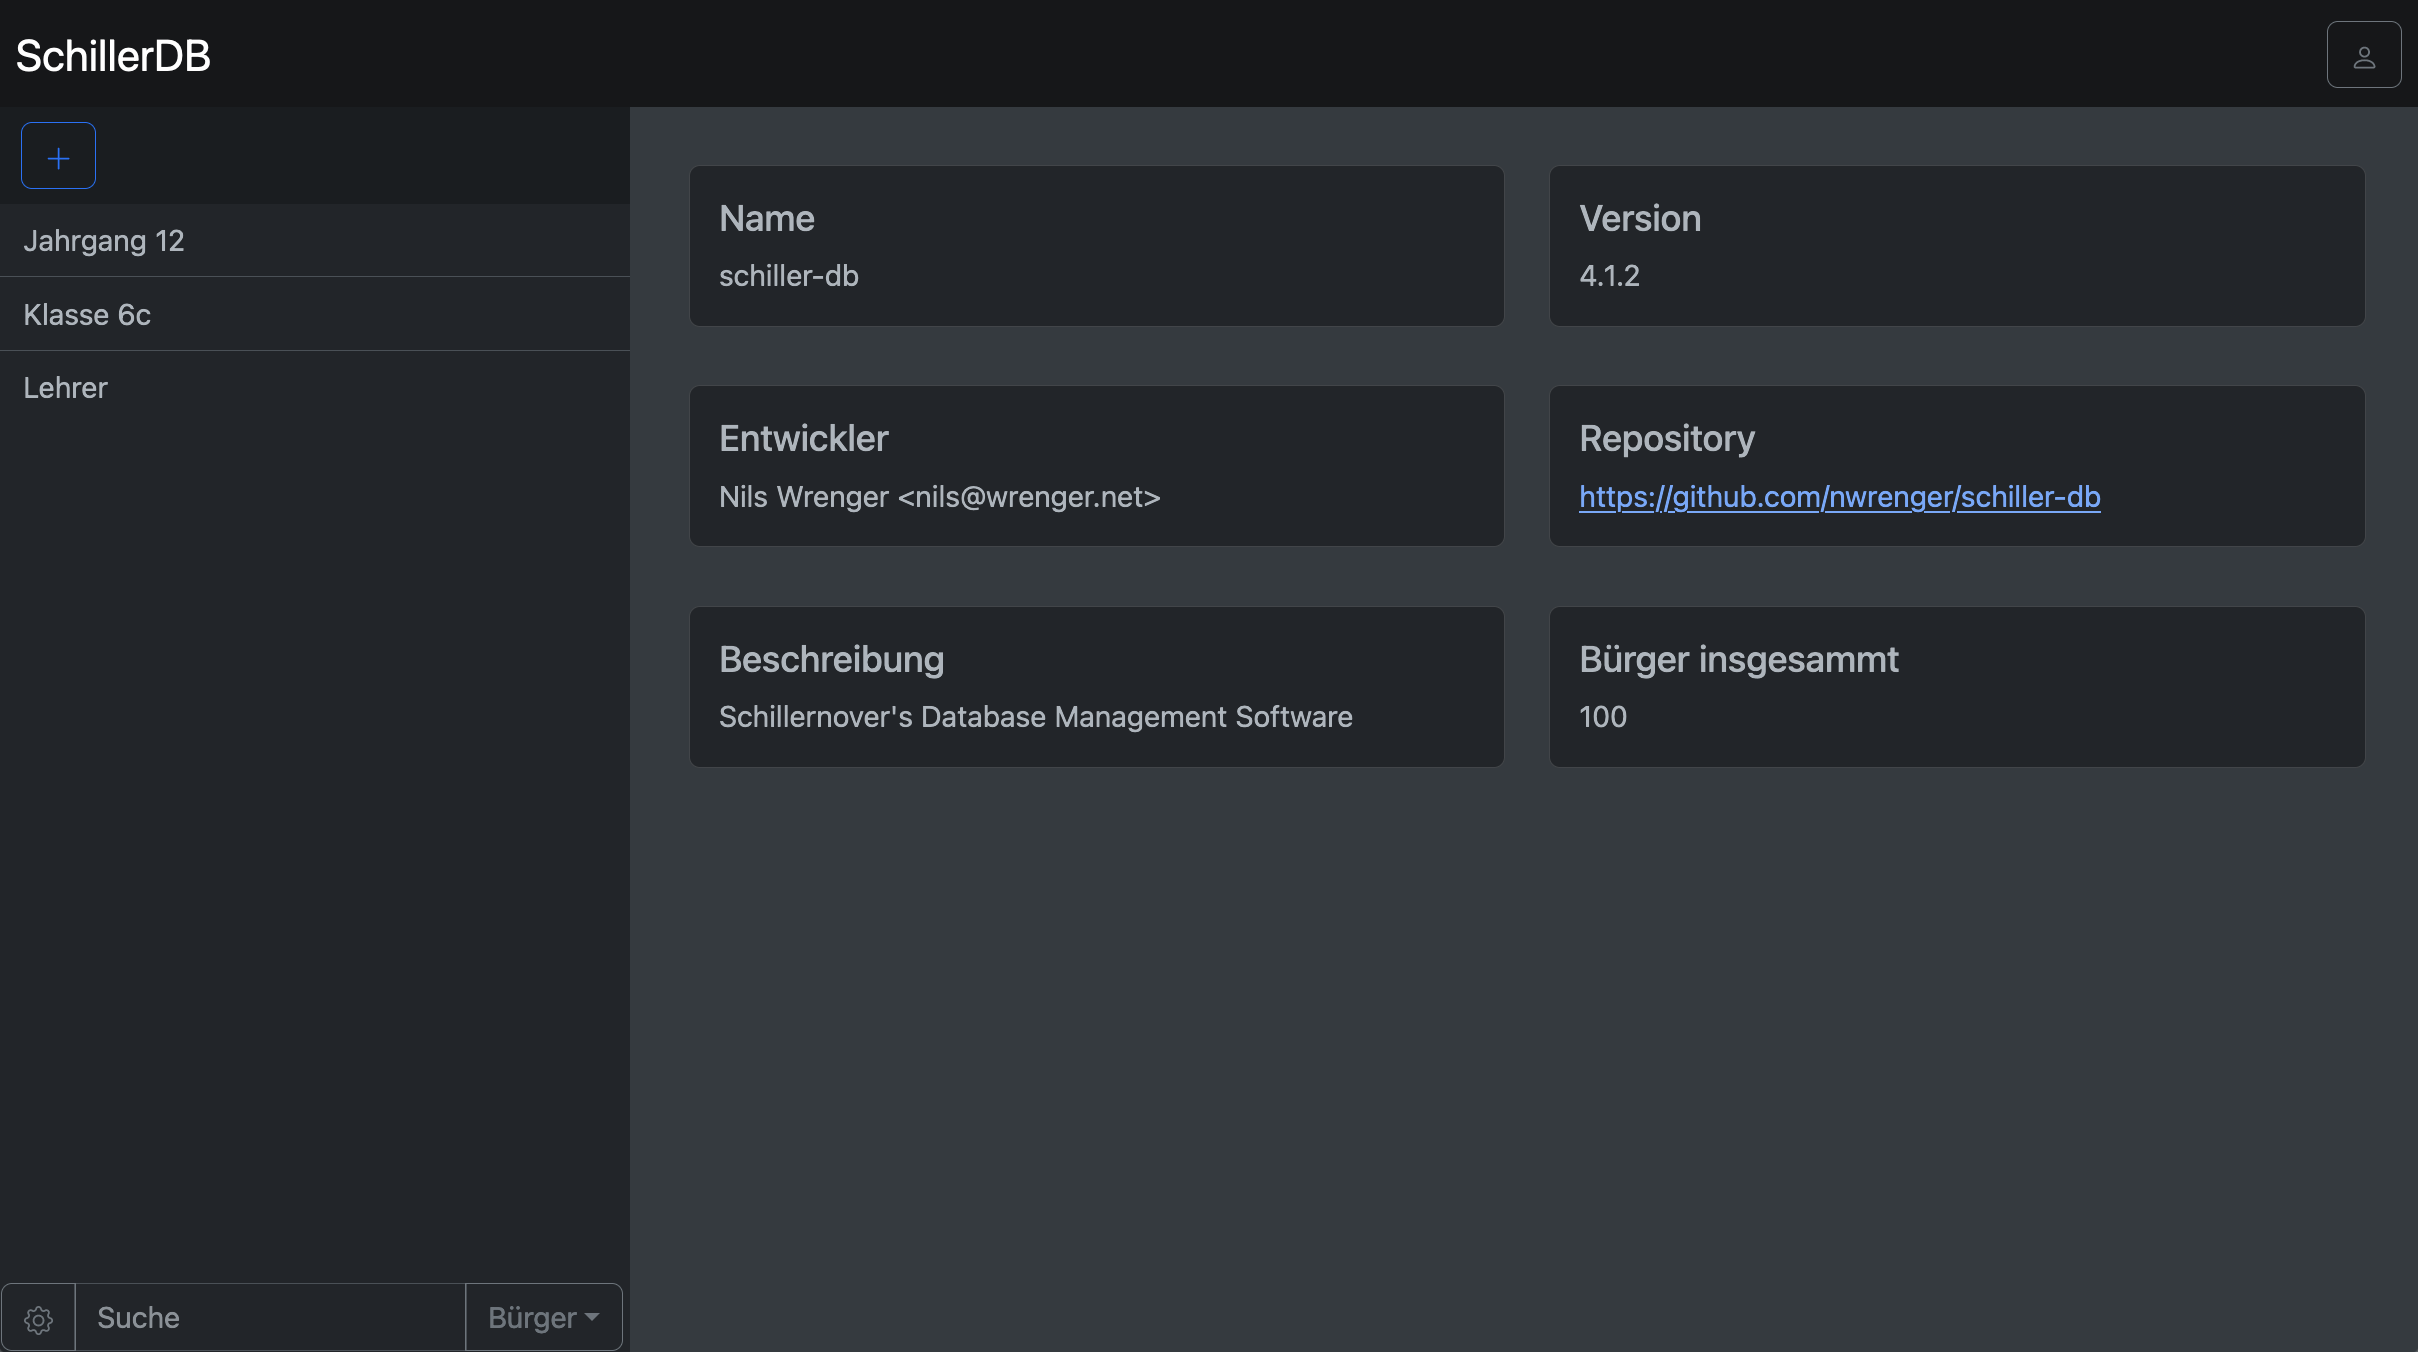 SchillerDB
Jahrgang 12
Klasse 6c
Lehrer
Name
schiller-db
Version
4.1.2
Entwickler
Nils Wrenger <nils@wrenger.net>
Repository
https://github.com/nwrenger/schiller-db
Beschreibung
Schillernover's Database Management Software
Bürger insgesammt
100
Suche
Bürger